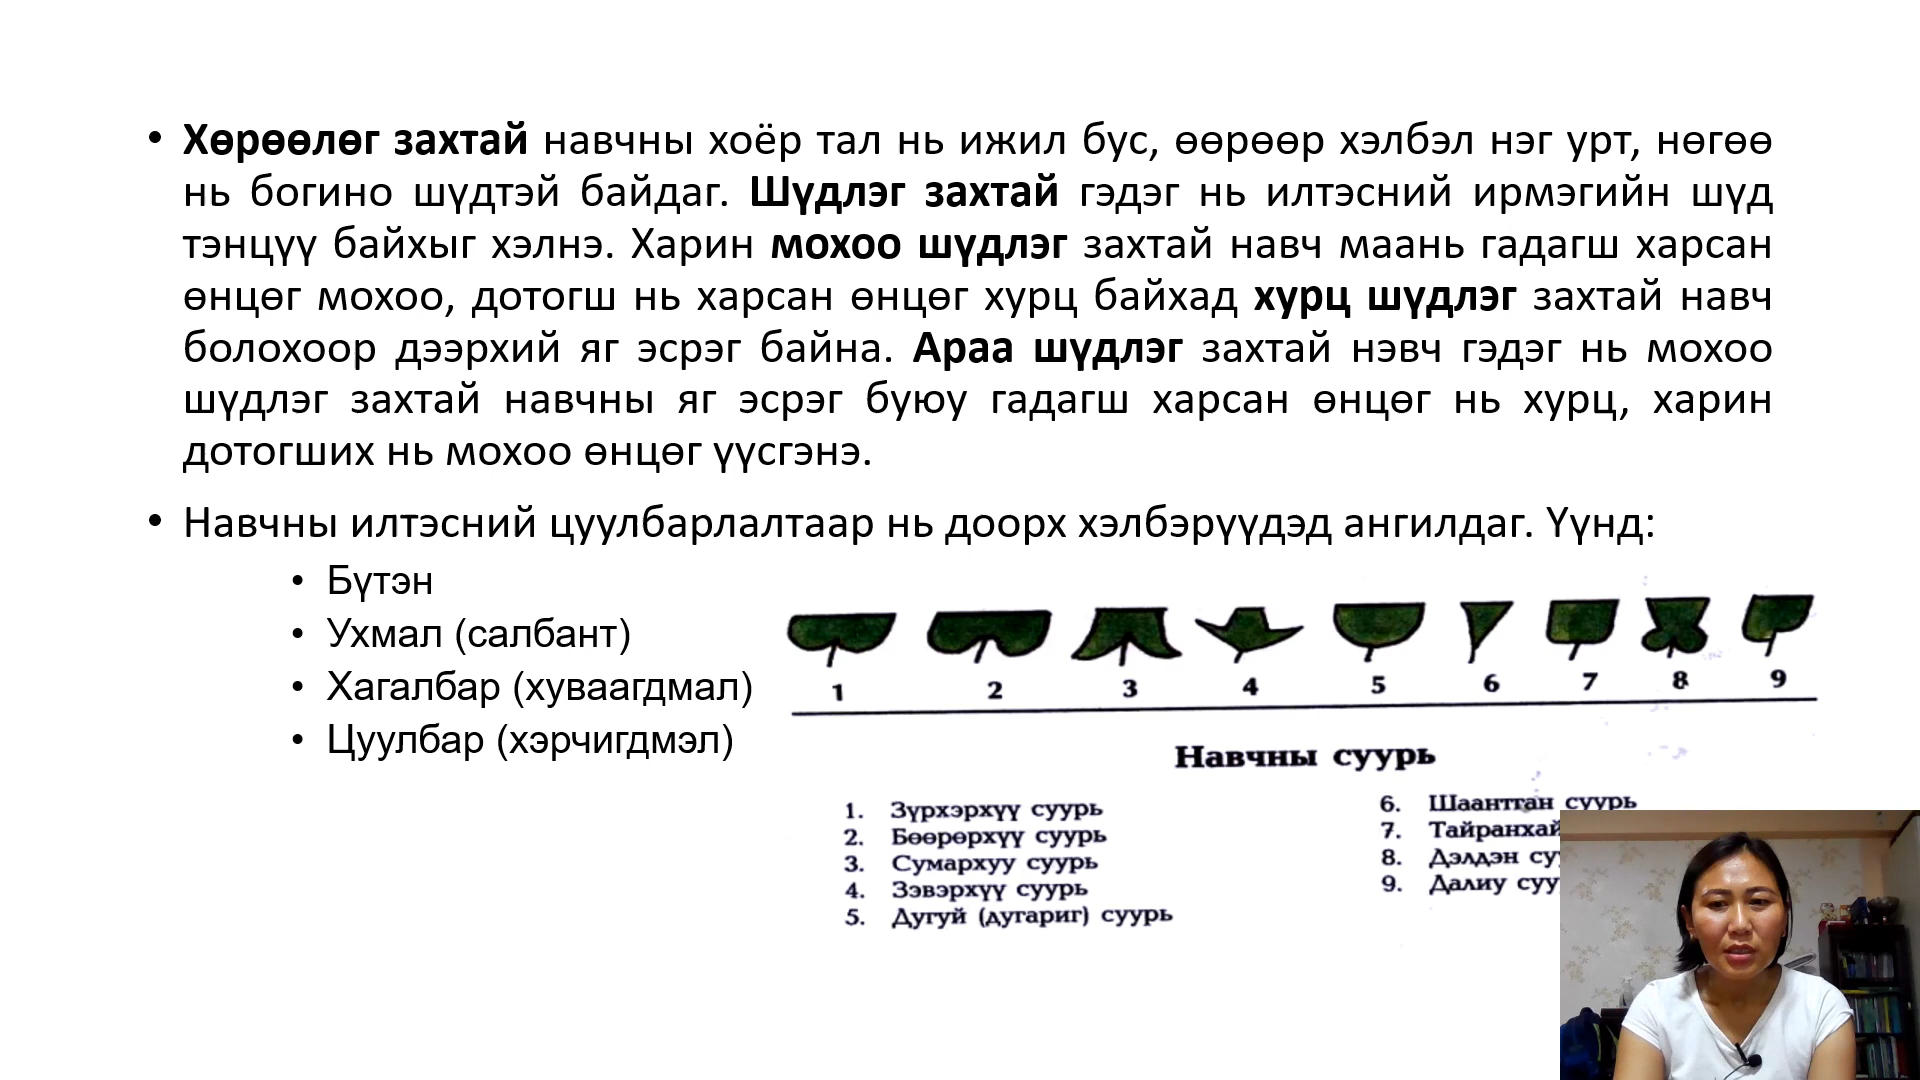 • Хөрөөлөг захтай навчны хоёр тал нь ижил бус, өөрөөр хэлбэл нэг урт, нөгөө
нь богино шүдтэй байдаг. Шүдлэг захтай гэдэг нь илтэсний ирмэгийн шүд
тэнцүү байхыг хэлнэ. Харин мохоо шүдлэг захтай навч маань гадагш харсан
өнцөг мохоо, дотогш нь харсан өнцөг хурц байхад хурц шүдлэг захтай навч
болохоор дээрхий яг эсрэг байна. Араа шүдлэг захтай нэвч гэдэг нь мохоо
шүдлэг захтай навчны яг эсрэг буюу гадагш харсан өнцөг нь хурц, харин
дотогших нь мохоо өнцөг үүсгэнэ.
• Навчны илтэсний цуулбарлалтаар нь доорх хэлбэрүүдэд ангилдаг. Үүнд:
• Бүтэн
• Ухмал (салбант)
• Хагалбар (хуваагдмал)
• Цуулбар (хэрчигдмэл)
1 2 3 4 5 6 7 8 9
Навчны суурь
1. Зүрхэрхүү суурь
2. Бөөрөрхүү суурь
3. Сумархуу суурь
4. Зэвэрхүү суурь
5. Дугуй (дугариг) суурь
6. Шаантган суурь
7. Тайранхай
8. Дэлдэн суу
9. Далиу суу